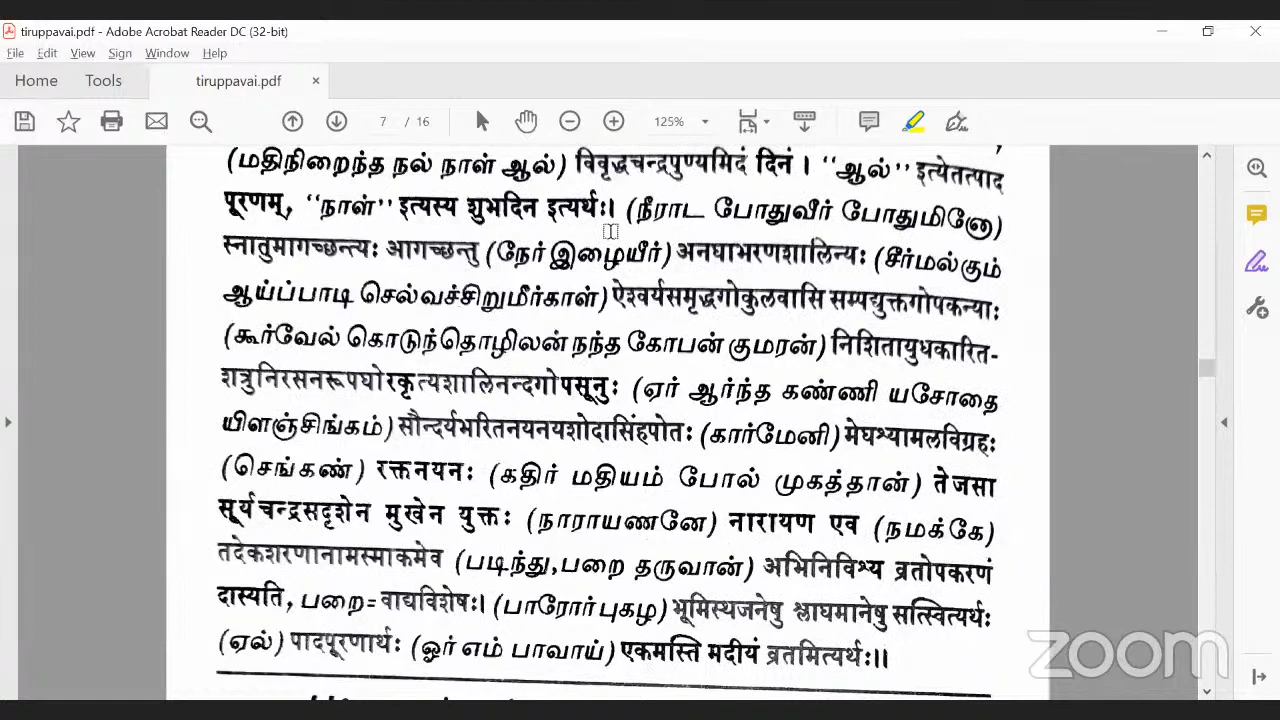 tiruppavai.pdf - Adobe Acrobat Reader DC (32-bit)
File Edit View Sign Window Help
Home Tools tiruppavai.pdf ×
7 / 16 125%
(மதிநிறைந்த நல் நாள் ஆல்) विवृद्धचन्द्रपुण्यमिदं दिनं । "ஆல்" इत्येतत्पाद
पूरणम्, "நாள்" इत्यस्य शुभदिन इत्यर्थः। (நீராட போதுவீர் போதுமினோ)
स्नातुमागच्छन्त्यः आगच्छन्तु (நேர் இழையீர்) अनघाभरणशालिन्यः (சீர்மல்கும்
ஆய்ப்பாடி செல்வச்சிறுமீர்காள்) ऐश्वर्यसमृद्धगोकुलवासि सम्पद्युक्तगोपकन्याः
(கூர்வேல் கொடுந்தொழிலன் நந்த கோபன் குமரன்) निशितायुधकारित-
शत्रुनिरसनरूपघोरकृत्यशालिनन्दगोपसूनुः (ஏர் ஆர்ந்த கண்ணி யசோதை
யிளஞ்சிங்கம்) सौन्दर्यभरितनयनयशोदासिंहपोतः (கார்மேனி) मेघश्यामलविग्रहः
(செங்கண்) रक्तनयनः (கதிர் மதியம் போல் முகத்தான்) तेजसा
सूर्यचन्द्रसदृशेन मुखेन युक्तः (நாராயணனே) नारायण एव (நமக்கே)
तदेकशरणानामस्माकमेव (படிந்து,பறை தருவான்) अभिनिविश्य व्रतोपकरणं
दास्यति, பறை= वाद्यविशेषः। (பாரோர்புகழ) भूमिस्थजनेषु श्लाघमानेषु सत्स्वित्यर्थः
(ஏல்) पादपूरणार्थः (ஓர் எம் பாவாய்) एकमस्ति मदीयं व्रतमित्यर्थः।।
zoom